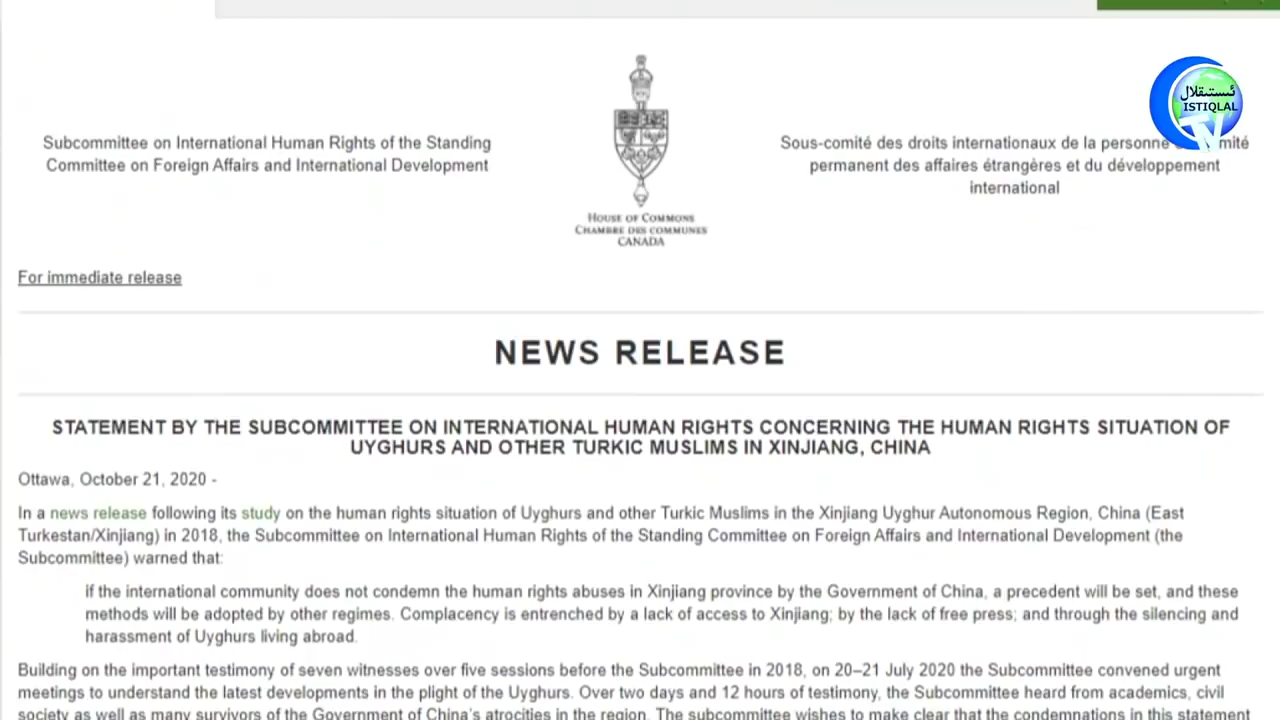 ئىستىقلال
ISTIQLAL
TV
Subcommittee on International Human Rights of the Standing
Committee on Foreign Affairs and International Development
HOUSE OF COMMONS
CHAMBRE DES COMMUNES
CANADA
Sous-comité des droits internationaux de la personne mité
permanent des affaires étrangères et du développement
international
For immediate release
NEWS RELEASE
STATEMENT BY THE SUBCOMMITTEE ON INTERNATIONAL HUMAN RIGHTS CONCERNING THE HUMAN RIGHTS SITUATION OF
UYGHURS AND OTHER TURKIC MUSLIMS IN XINJIANG, CHINA
Ottawa, October 21, 2020 -
In a news release following its study on the human rights situation of Uyghurs and other Turkic Muslims in the Xinjiang Uyghur Autonomous Region, China (East
Turkestan/Xinjiang) in 2018, the Subcommittee on International Human Rights of the Standing Committee on Foreign Affairs and International Development (the
Subcommittee) warned that:
If the international community does not condemn the human rights abuses in Xinjiang province by the Government of China, a precedent will be set, and these
methods will be adopted by other regimes. Complacency is entrenched by a lack of access to Xinjiang; by the lack of free press; and through the silencing and
harassment of Uyghurs living abroad.
Building on the important testimony of seven witnesses over five sessions before the Subcommittee in 2018, on 20–21 July 2020 the Subcommittee convened urgent
meetings to understand the latest developments in the plight of the Uyghurs. Over two days and 12 hours of testimony, the Subcommittee heard from academics, civil
society as well as many survivors of the Government of China's atrocities in the region. The subcommittee wishes to make clear that the condemnations in this statement